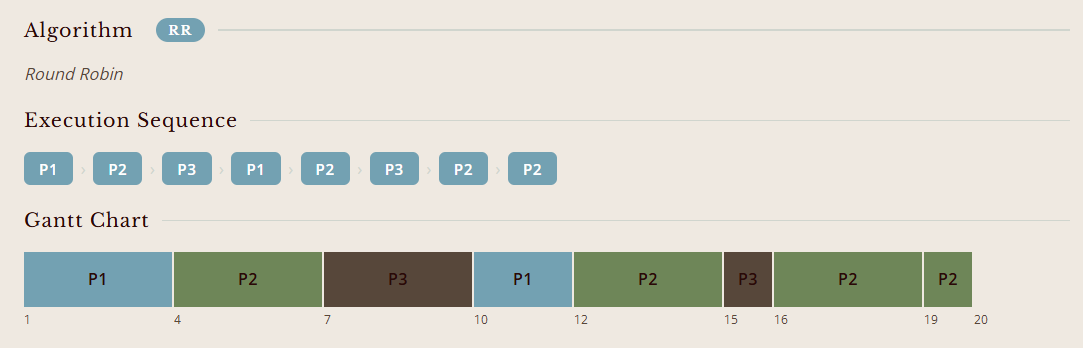 Algorithm RR
Round Robin
Execution Sequence
P1 › P2 › P3 › P1 › P2 › P3 › P2 › P2
Gantt Chart
P1 P2 P3 P1 P2 P3 P2 P2
1 4 7 10 12 15 16 19 20